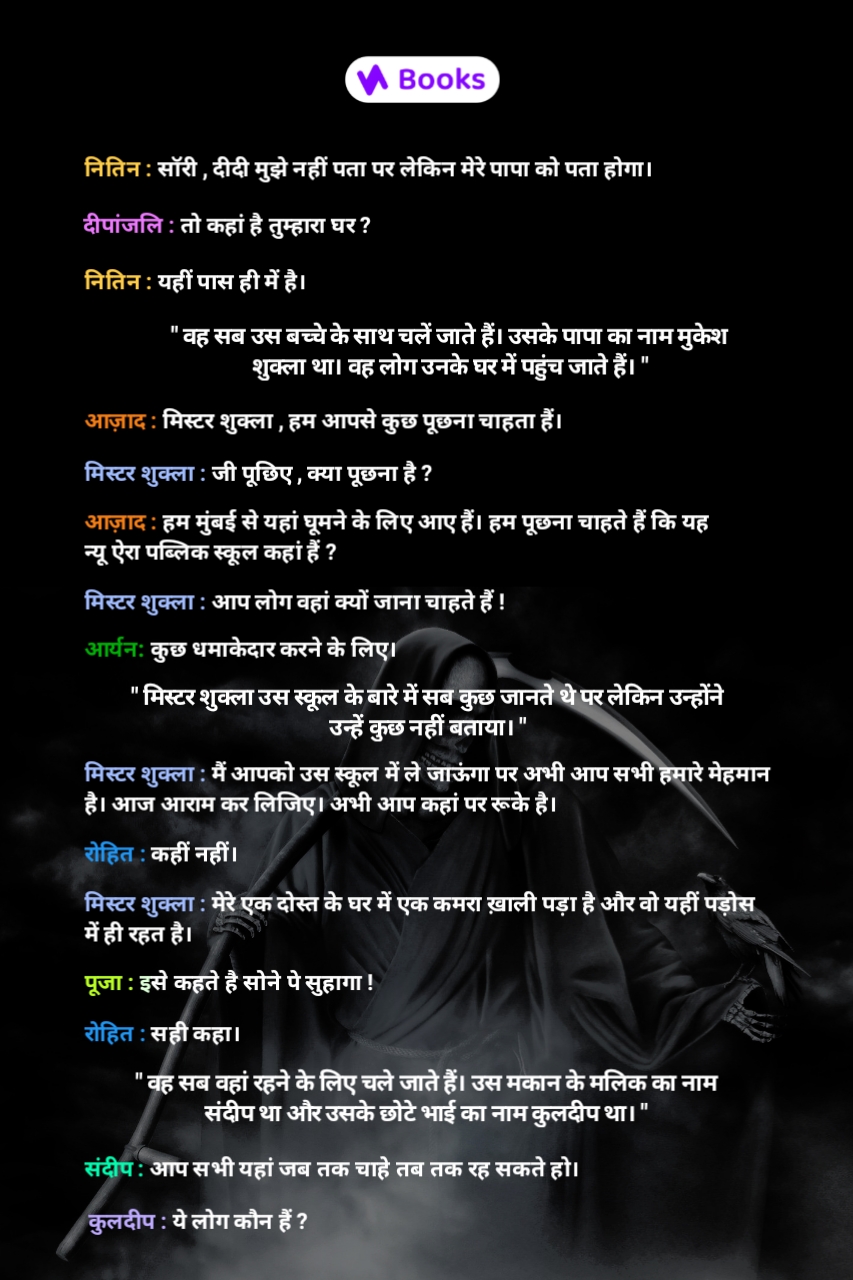 Books
नितिन : सॉरी , दीदी मुझे नहीं पता पर लेकिन मेरे पापा को पता होगा।
दीपांजलि : तो कहां है तुम्हारा घर ?
नितिन : यहीं पास ही में है।
" वह सब उस बच्चे के साथ चलें जाते हैं। उसके पापा का नाम मुकेश
शुक्ला था। वह लोग उनके घर में पहुंच जाते हैं। "
आज़ाद : मिस्टर शुक्ला , हम आपसे कुछ पूछना चाहता हैं।
मिस्टर शुक्ला : जी पूछिए , क्या पूछना है ?
आज़ाद : हम मुंबई से यहां घूमने के लिए आए हैं। हम पूछना चाहते हैं कि यह
न्यू ऐरा पब्लिक स्कूल कहां हैं ?
मिस्टर शुक्ला : आप लोग वहां क्यों जाना चाहते हैं !
आर्यन: कुछ धमाकेदार करने के लिए।
" मिस्टर शुक्ला उस स्कूल के बारे में सब कुछ जानते थे पर लेकिन उन्होंने
उन्हें कुछ नहीं बताया। "
मिस्टर शुक्ला : मैं आपको उस स्कूल में ले जाऊंगा पर अभी आप सभी हमारे मेहमान
है। आज आराम कर लिजिए। अभी आप कहां पर रूके है।
रोहित : कहीं नहीं।
मिस्टर शुक्ला : मेरे एक दोस्त के घर में एक कमरा ख़ाली पड़ा है और वो यहीं पड़ोस
में ही रहत है।
पूजा : इसे कहते है सोने पे सुहागा !
रोहित : सही कहा।
" वह सब वहां रहने के लिए चले जाते हैं। उस मकान के मलिक का नाम
संदीप था और उसके छोटे भाई का नाम कुलदीप था। "
संदीप : आप सभी यहां जब तक चाहे तब तक रह सकते हो।
कुलदीप : ये लोग कौन हैं ?